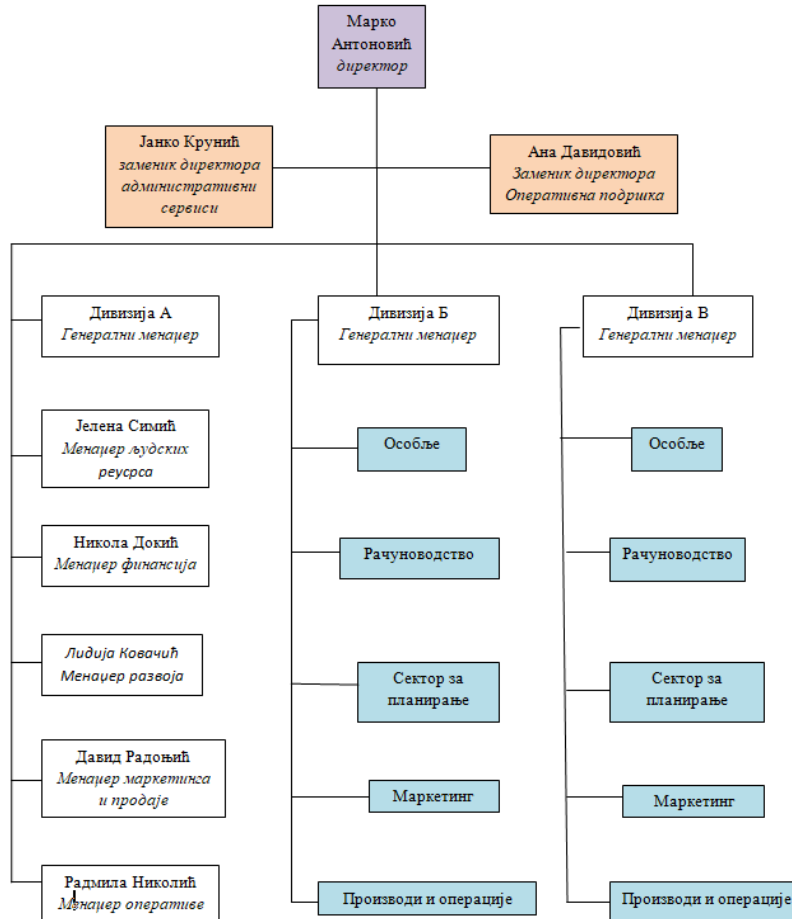 Марко
Антоновић
директор
Јанко Крунић
заменик директора
административни
сервиси
Ана Давидовић
Заменик директора
Оперативна подршка
Дивизија А
Генерални менаџер
Дивизија Б
Генерални менаџер
Дивизија В
Генерални менаџер
Јелена Симић
Менаџер људских
реусрса
Особље
Особље
Никола Докић
Менаџер финансија
Рачуноводство
Рачуноводство
Лидија Ковачић
Менаџер развоја
Сектор за
планирање
Сектор за
планирање
Давид Радоњић
Менаџер маркетинга
и продаје
Маркетинг
Маркетинг
Радмила Николић
Менаџер оперативе
Производи и операције
Производи и операције